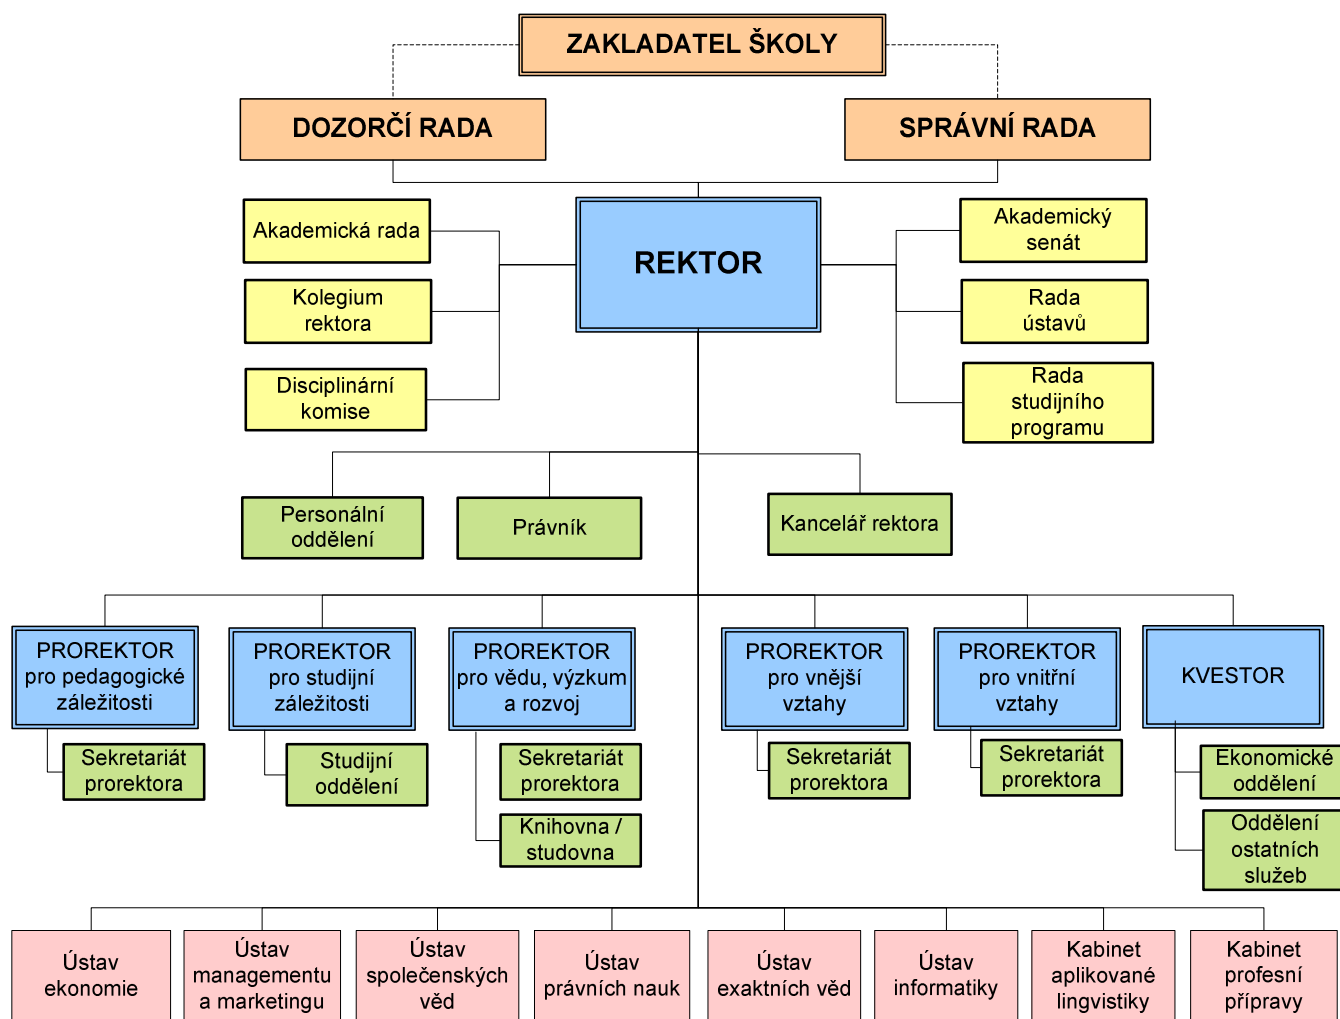 ZAKLADATEL ŠKOLY
DOZORČÍ RADA
SPRÁVNÍ RADA
REKTOR
Akademická rada
Kolegium
rektora
Disciplinární
komise
Akademický
senát
Rada
ústavů
Rada
studijního
programu
Personální
oddělení
Právník
Kancelář rektora
PROREKTOR
pro pedagogické
záležitosti
PROREKTOR
pro studijní
záležitosti
PROREKTOR
pro vědu, výzkum
a rozvoj
PROREKTOR
pro vnější
vztahy
PROREKTOR
pro vnitřní
vztahy
KVESTOR
Sekretariát
prorektora
Studijní
oddělení
Sekretariát
prorektora
Knihovna /
studovna
Sekretariát
prorektora
Sekretariát
prorektora
Ekonomické
oddělení
Oddělení
ostatních
služeb
Ústav
ekonomie
Ústav
managementu
a marketingu
Ústav
společenských
věd
Ústav
právních nauk
Ústav
exaktních věd
Ústav
informatiky
Kabinet
aplikované
lingvistiky
Kabinet
profesní
přípravy